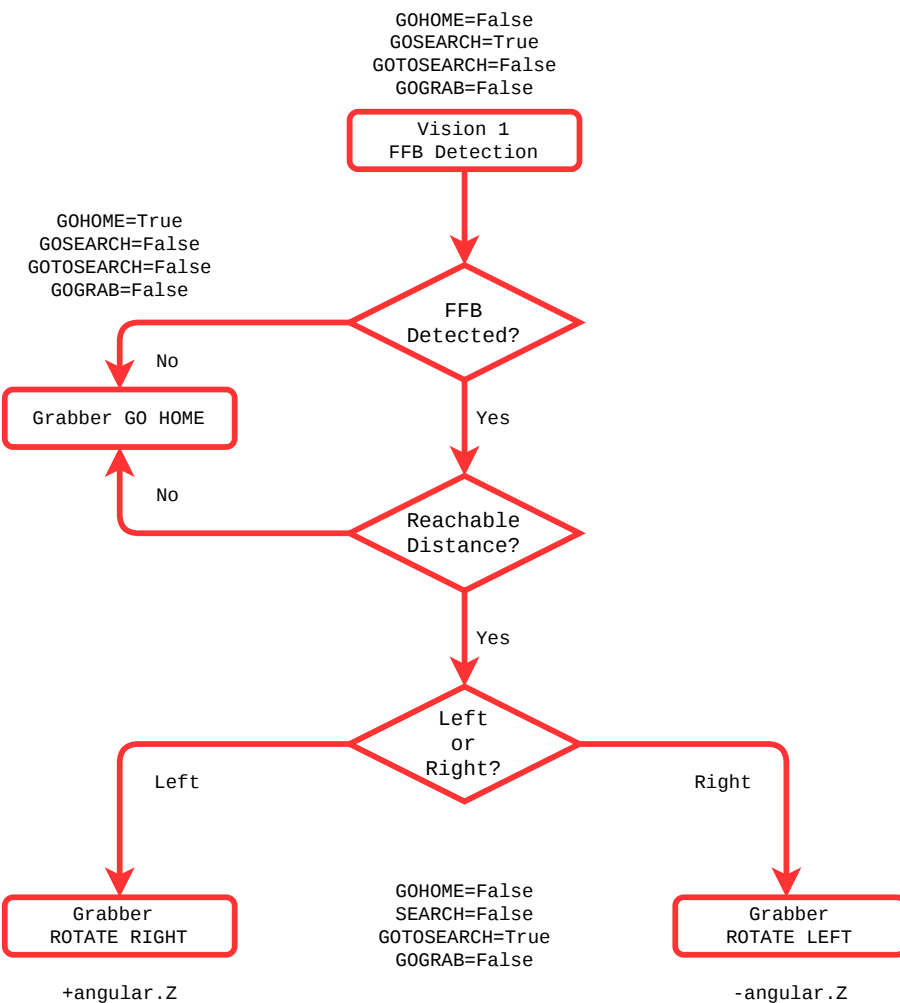 GOHOME=False
GOSEARCH=True
GOTOSEARCH=False
GOGRAB=False
Vision 1
FFB Detection
GOHOME=True
GOSEARCH=False
GOTOSEARCH=False
GOGRAB=False
FFB
Detected?
No
Grabber GO HOME
Yes
No
Reachable
Distance?
Yes
Left
or
Right?
Left
Right
Grabber
ROTATE RIGHT
GOHOME=False
SEARCH=False
GOTOSEARCH=True
GOGRAB=False
Grabber
ROTATE LEFT
+angular.Z
-angular.Z